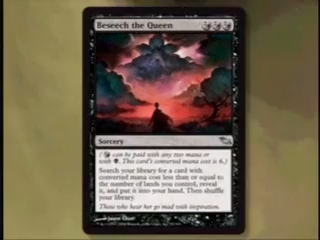 Beseech the Queen
Sorcery
( can be paid with any two mana or
with . This card's converted mana cost is 6.)
Search your library for a card with
converted mana cost less than or equal to
the number of lands you control, reveal
it, and put it into your hand. Then shuffle
your library.
Those who hear her go mad with inspiration.
Jason Chan